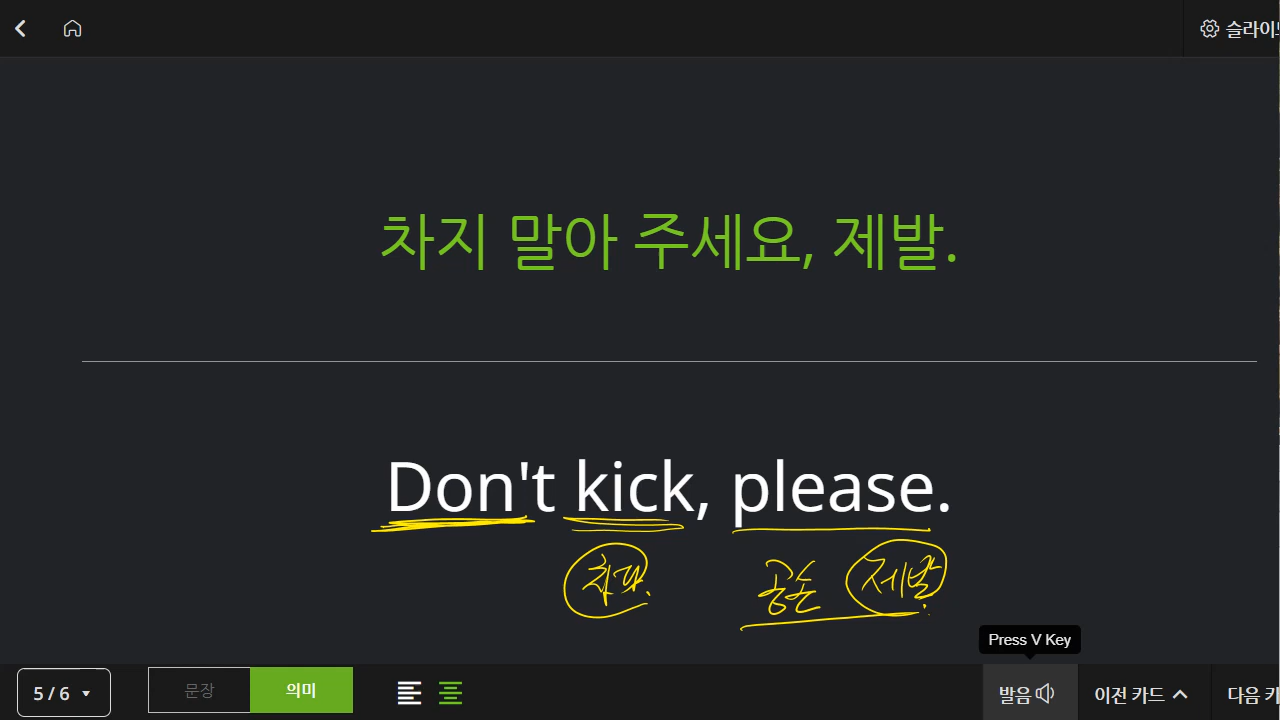 슬라이드
차지 말아 주세요, 제발.
Don't kick, please.
차다. 공손 제발
Press V Key
5 / 6 문장 의미 발음 이전 카드 다음 카